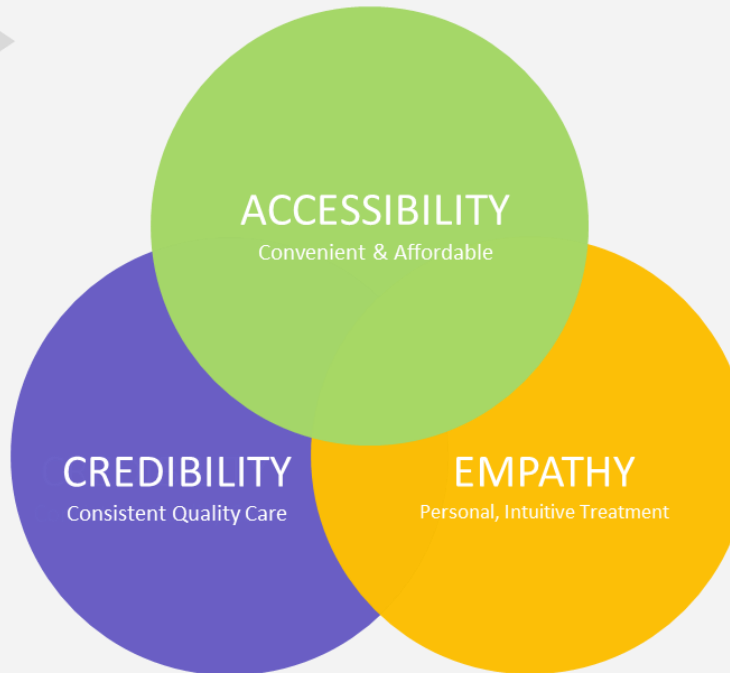 ACCESSIBILITY
Convenient & Affordable
CREDIBILITY
Consistent Quality Care
EMPATHY
Personal, Intuitive Treatment